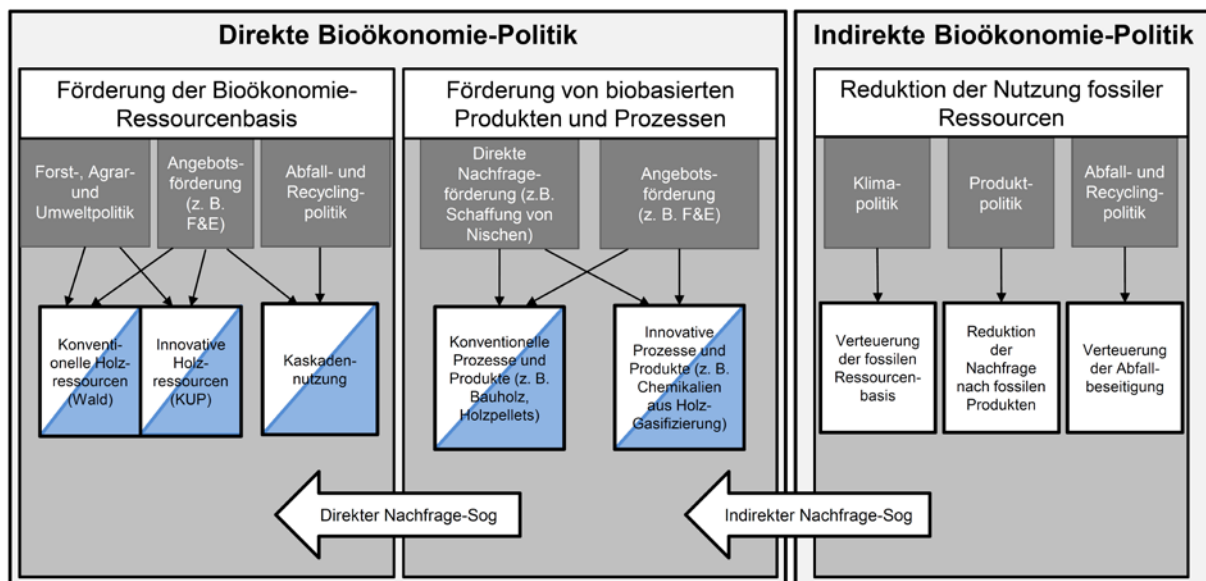 Direkte Bioökonomie-Politik
Indirekte Bioökonomie-Politik
Förderung der Bioökonomie-
Ressourcenbasis
Förderung von biobasierten
Produkten und Prozessen
Reduktion der Nutzung fossiler
Ressourcen
Forst-, Agrar-
und
Umweltpolitik
Angebots-
förderung
(z. B.
F&E)
Abfall- und
Recycling-
politik
Direkte
Nachfrage-
förderung (z.B.
Schaffung von
Nischen)
Angebots-
förderung
(z. B. F&E)
Klima-
politik
Produkt-
politik
Abfall- und
Recycling-
politik
Konventi-
onelle Holz-
ressourcen
(Wald)
Innovative
Holz-
ressourcen
(KUP)
Kaskaden-
nutzung
Konventionelle
Prozesse und
Produkte (z. B.
Bauholz,
Holzpellets)
Innovative
Prozesse und
Produkte (z. B.
Chemikalien
aus Holz-
Gasifizierung)
Verteuerung
der fossilen
Ressourcen-
basis
Reduktion
der
Nachfrage
nach fossilen
Produkten
Verteuerung
der Abfall-
beseitigung
Direkter Nachfrage-Sog
Indirekter Nachfrage-Sog